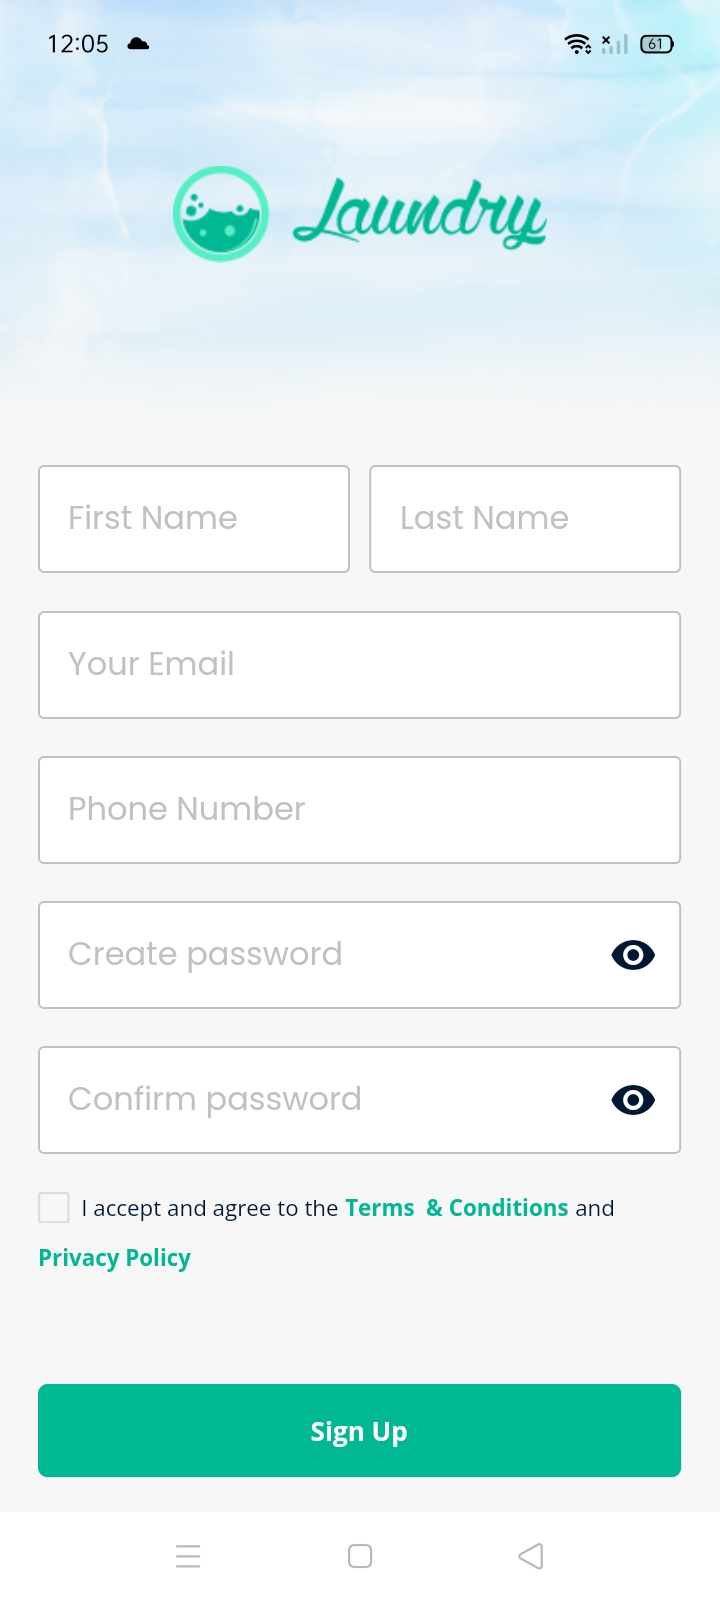 12:05
61
Laundry
First Name
Last Name
Your Email
Phone Number
Create password
Confirm password
I accept and agree to the Terms  & Conditions and
Privacy Policy
Sign Up